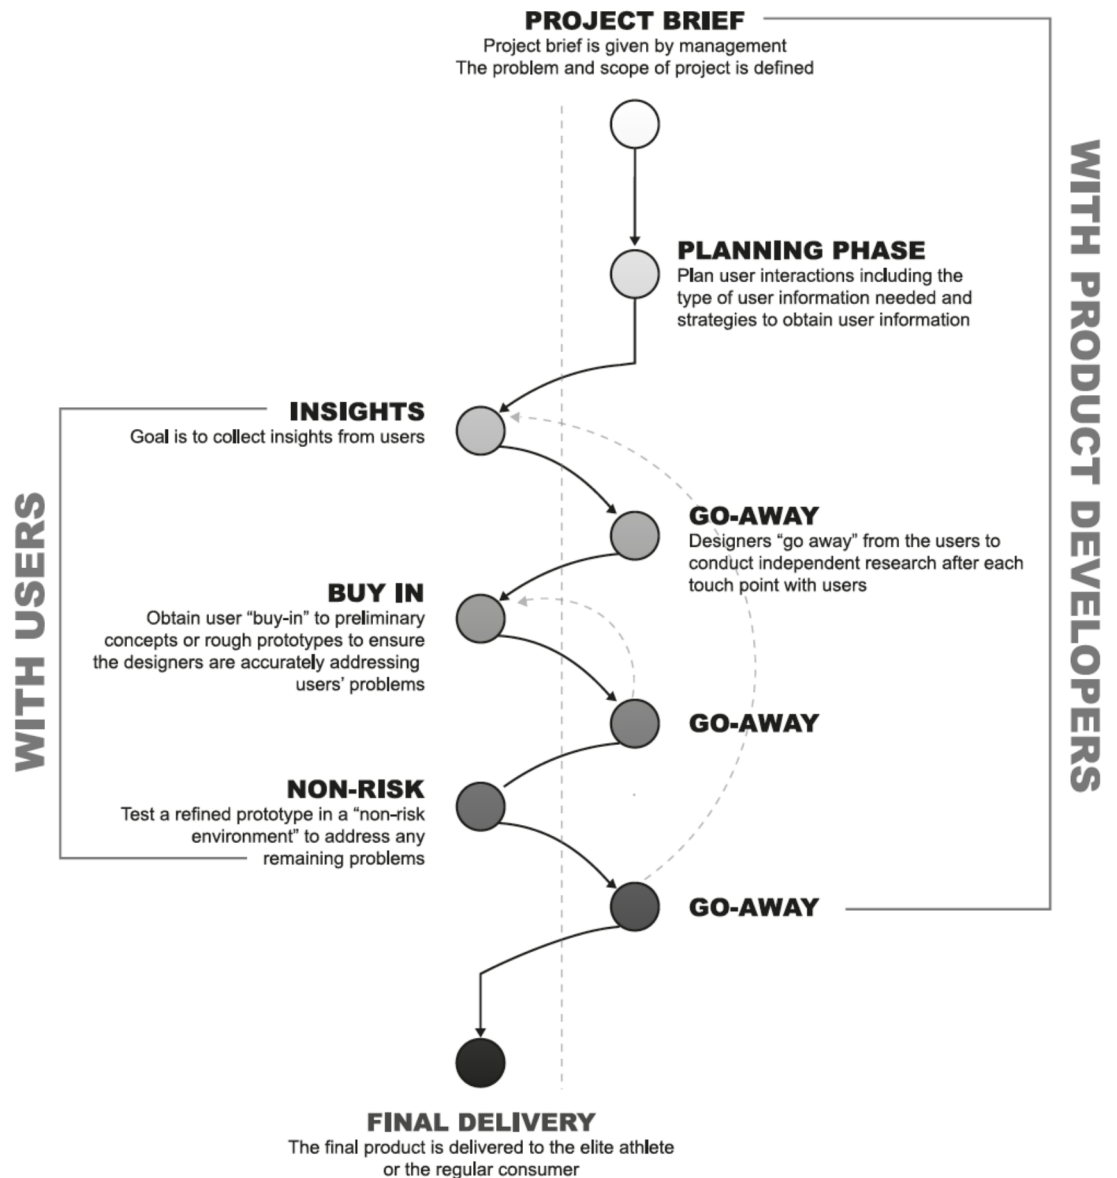 PROJECT BRIEF
Project brief is given by management
The problem and scope of project is defined
PLANNING PHASE
Plan user interactions including the
type of user information needed and
strategies to obtain user information
INSIGHTS
Goal is to collect insights from users
GO-AWAY
Designers “go away” from the users to
conduct independent research after each
touch point with users
BUY IN
Obtain user “buy-in” to preliminary
concepts or rough prototypes to ensure
the designers are accurately addressing
users’ problems
GO-AWAY
NON-RISK
Test a refined prototype in a “non-risk
environment” to address any
remaining problems
GO-AWAY
FINAL DELIVERY
The final product is delivered to the elite athlete
or the regular consumer
WITH USERS
WITH PRODUCT DEVELOPERS